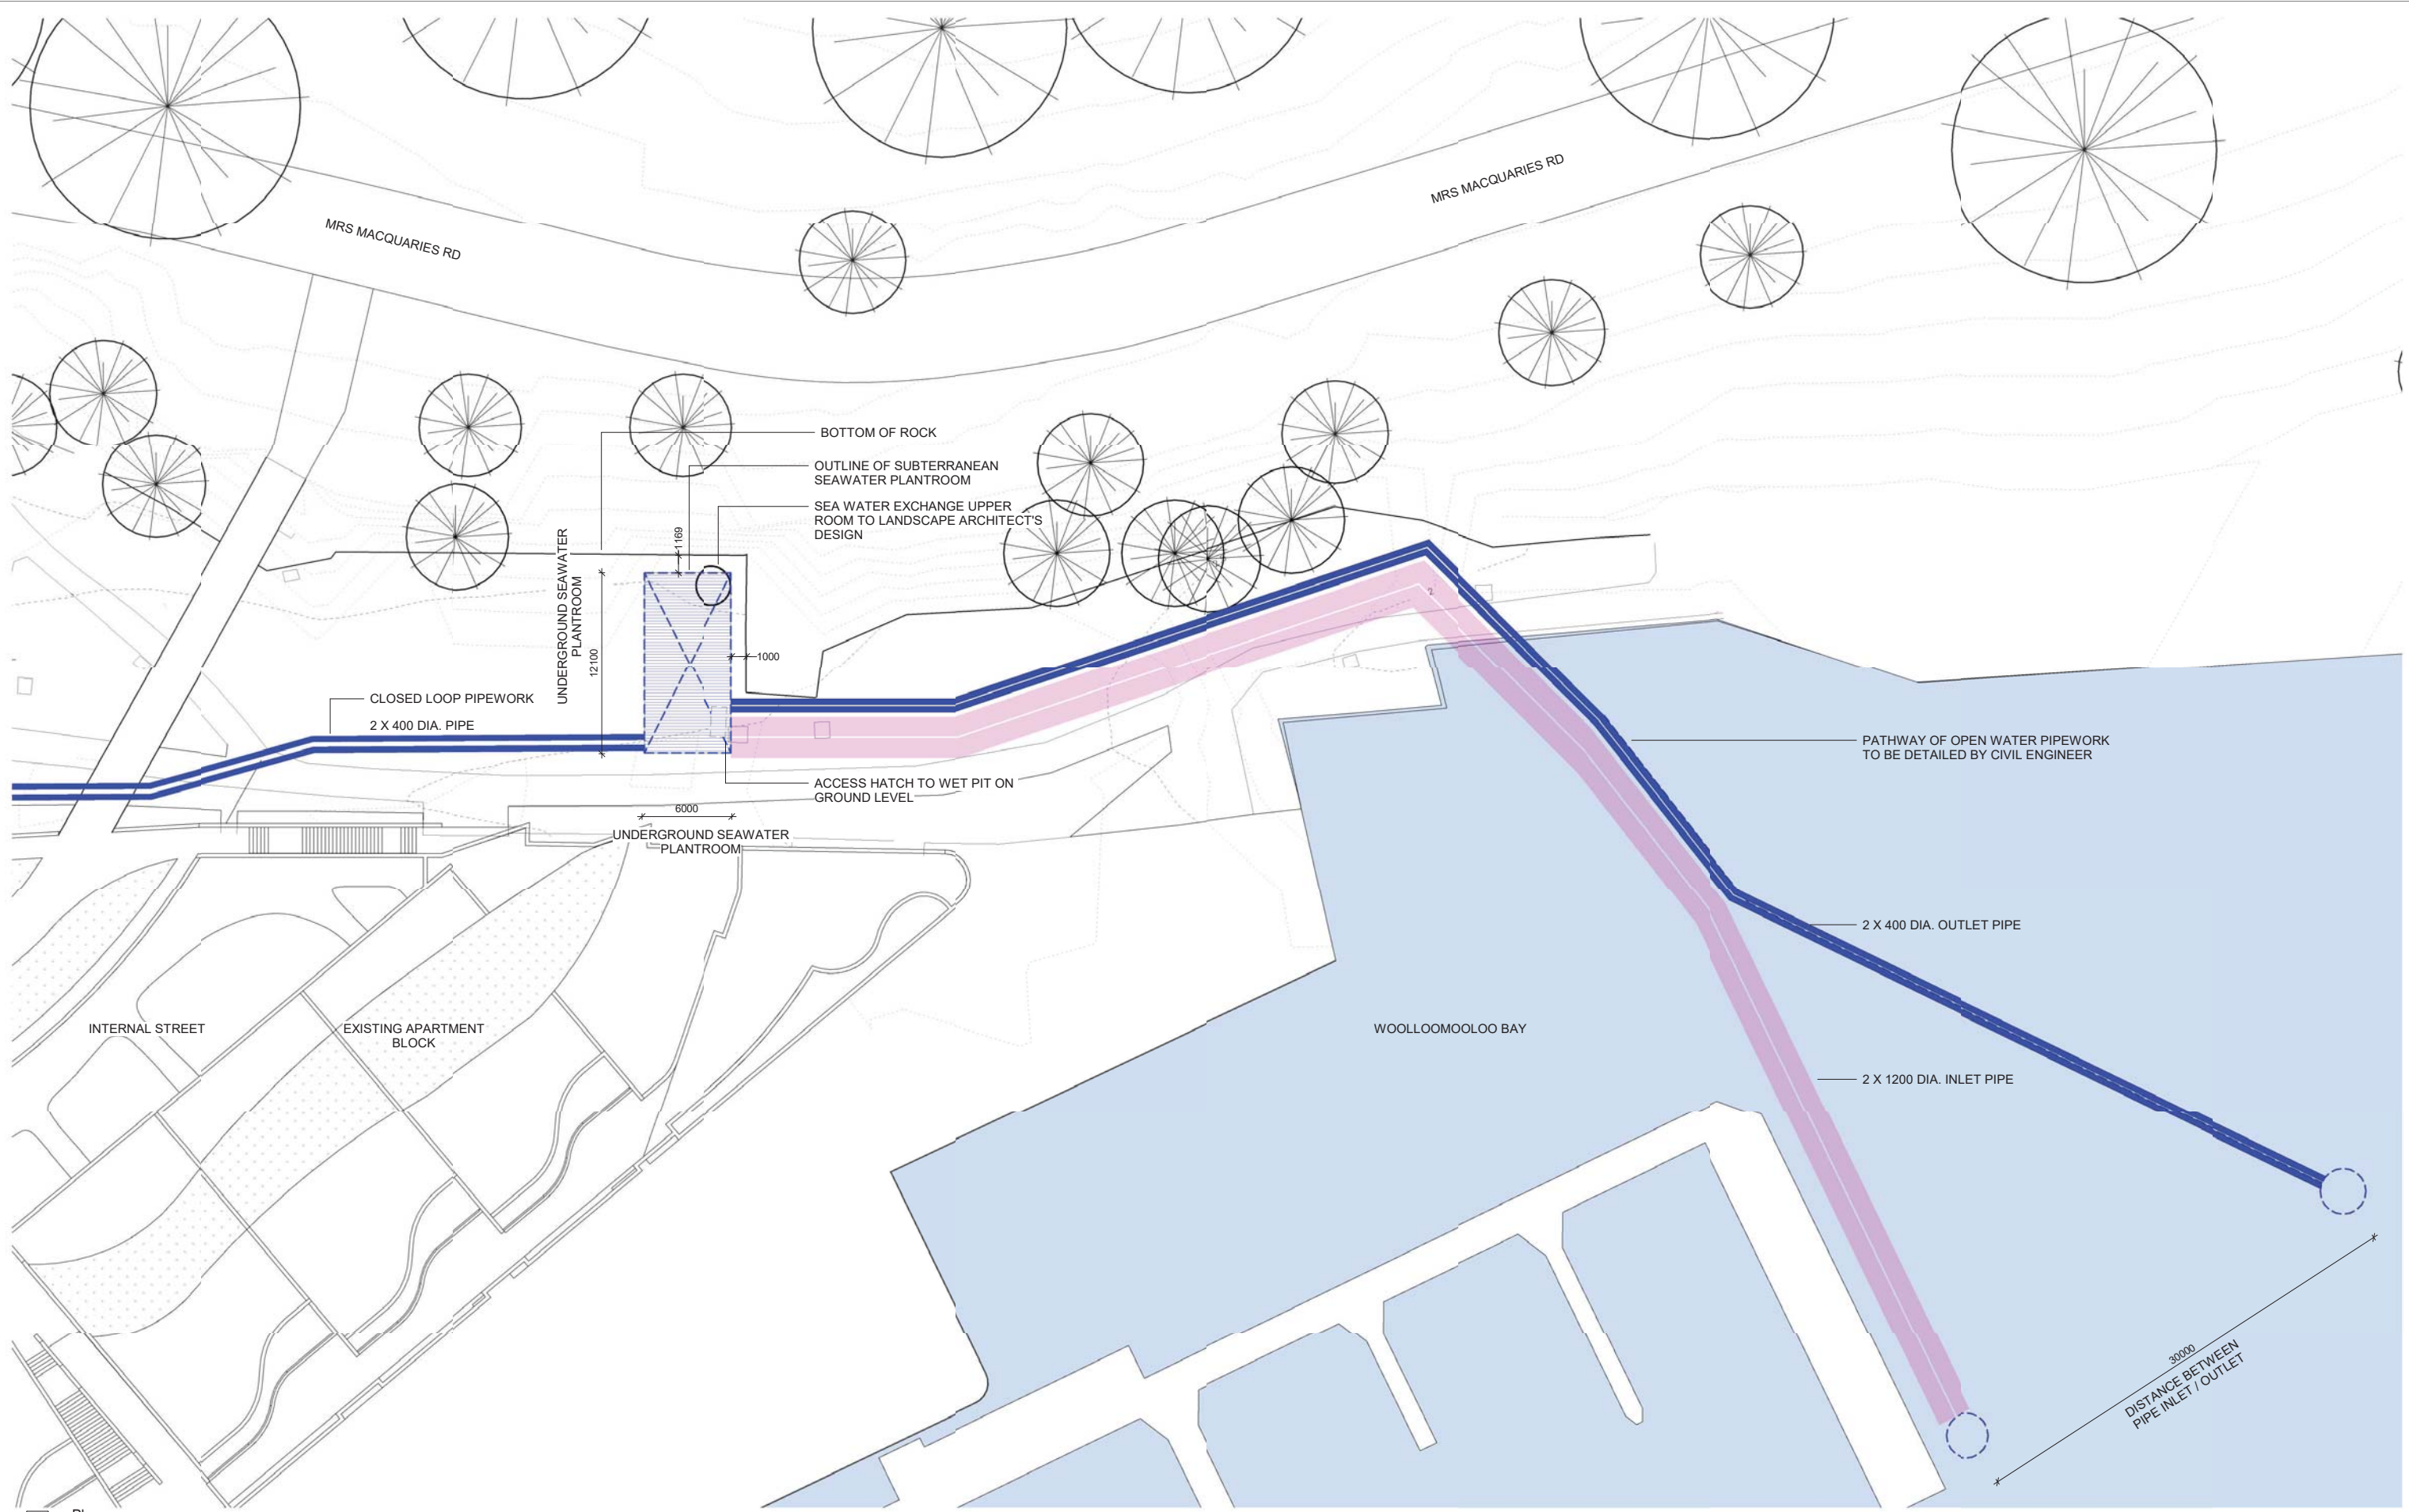 MRS MACQUARIES RD
MRS MACQUARIES RD
BOTTOM OF ROCK
OUTLINE OF SUBTERRANEAN
SEAWATER PLANTROOM
SEA WATER EXCHANGE UPPER
ROOM TO LANDSCAPE ARCHITECT'S
DESIGN
1169
UNDERGROUND SEAWATER
PLANTROOM
12100
1000
2
CLOSED LOOP PIPEWORK
2 X 400 DIA. PIPE
PATHWAY OF OPEN WATER PIPEWORK
TO BE DETAILED BY CIVIL ENGINEER
ACCESS HATCH TO WET PIT ON
GROUND LEVEL
6000
UNDERGROUND SEAWATER
PLANTROOM
2 X 400 DIA. OUTLET PIPE
INTERNAL STREET
EXISTING APARTMENT
BLOCK
WOOLLOOMOOLOO BAY
2 X 1200 DIA. INLET PIPE
30000
DISTANCE BETWEEN
PIPE INLET / OUTLET